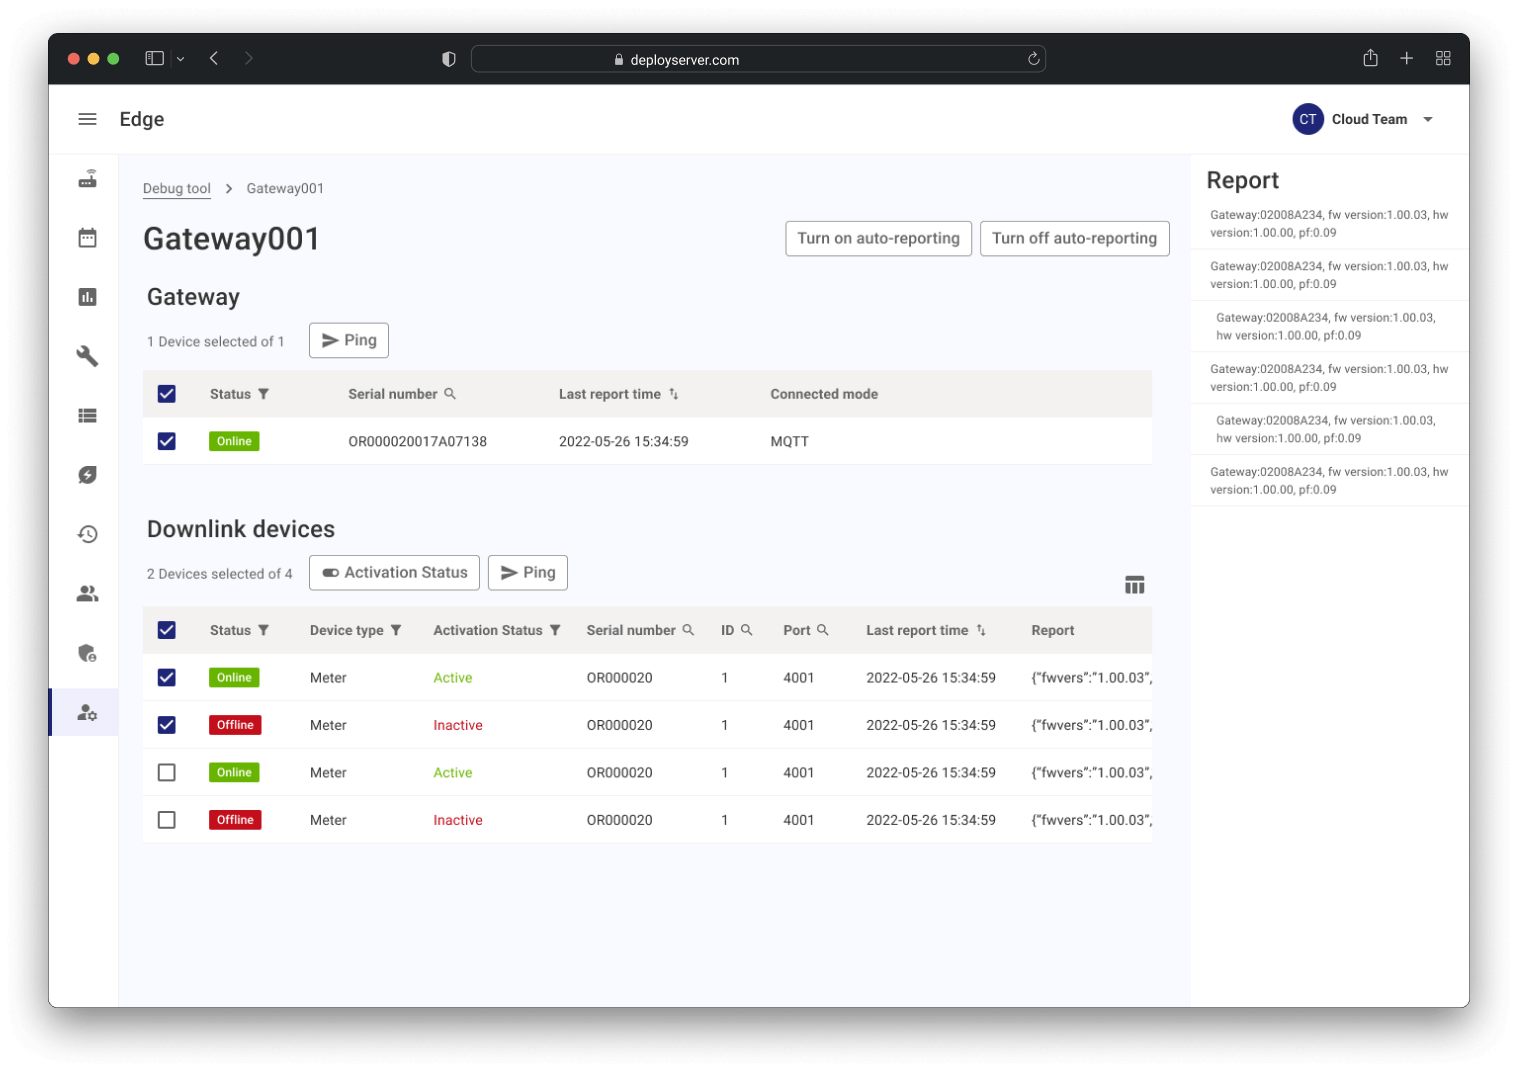 deployserver.com
Edge
CT Cloud Team
Debug tool > Gateway001
Gateway001
Turn on auto-reporting
Turn off auto-reporting
Gateway
1 Device selected of 1
Ping
Status Serial number Last report time Connected mode
Online OR000020017A07138 2022-05-26 15:34:59 MQTT
Downlink devices
2 Devices selected of 4
Activation Status
Ping
Status Device type Activation Status Serial number ID Port Last report time Report
Online Meter Active OR000020 1 4001 2022-05-26 15:34:59 {“fwvers”:”1.00.03”,
Offline Meter Inactive OR000020 1 4001 2022-05-26 15:34:59 {“fwvers”:”1.00.03”,
Online Meter Active OR000020 1 4001 2022-05-26 15:34:59 {“fwvers”:”1.00.03”,
Offline Meter Inactive OR000020 1 4001 2022-05-26 15:34:59 {“fwvers”:”1.00.03”,
Report
Gateway:02008A234, fw version:1.00.03, hw
version:1.00.00, pf:0.09
Gateway:02008A234, fw version:1.00.03, hw
version:1.00.00, pf:0.09
Gateway:02008A234, fw version:1.00.03,
hw version:1.00.00, pf:0.09
Gateway:02008A234, fw version:1.00.03, hw
version:1.00.00, pf:0.09
Gateway:02008A234, fw version:1.00.03,
hw version:1.00.00, pf:0.09
Gateway:02008A234, fw version:1.00.03, hw
version:1.00.00, pf:0.09